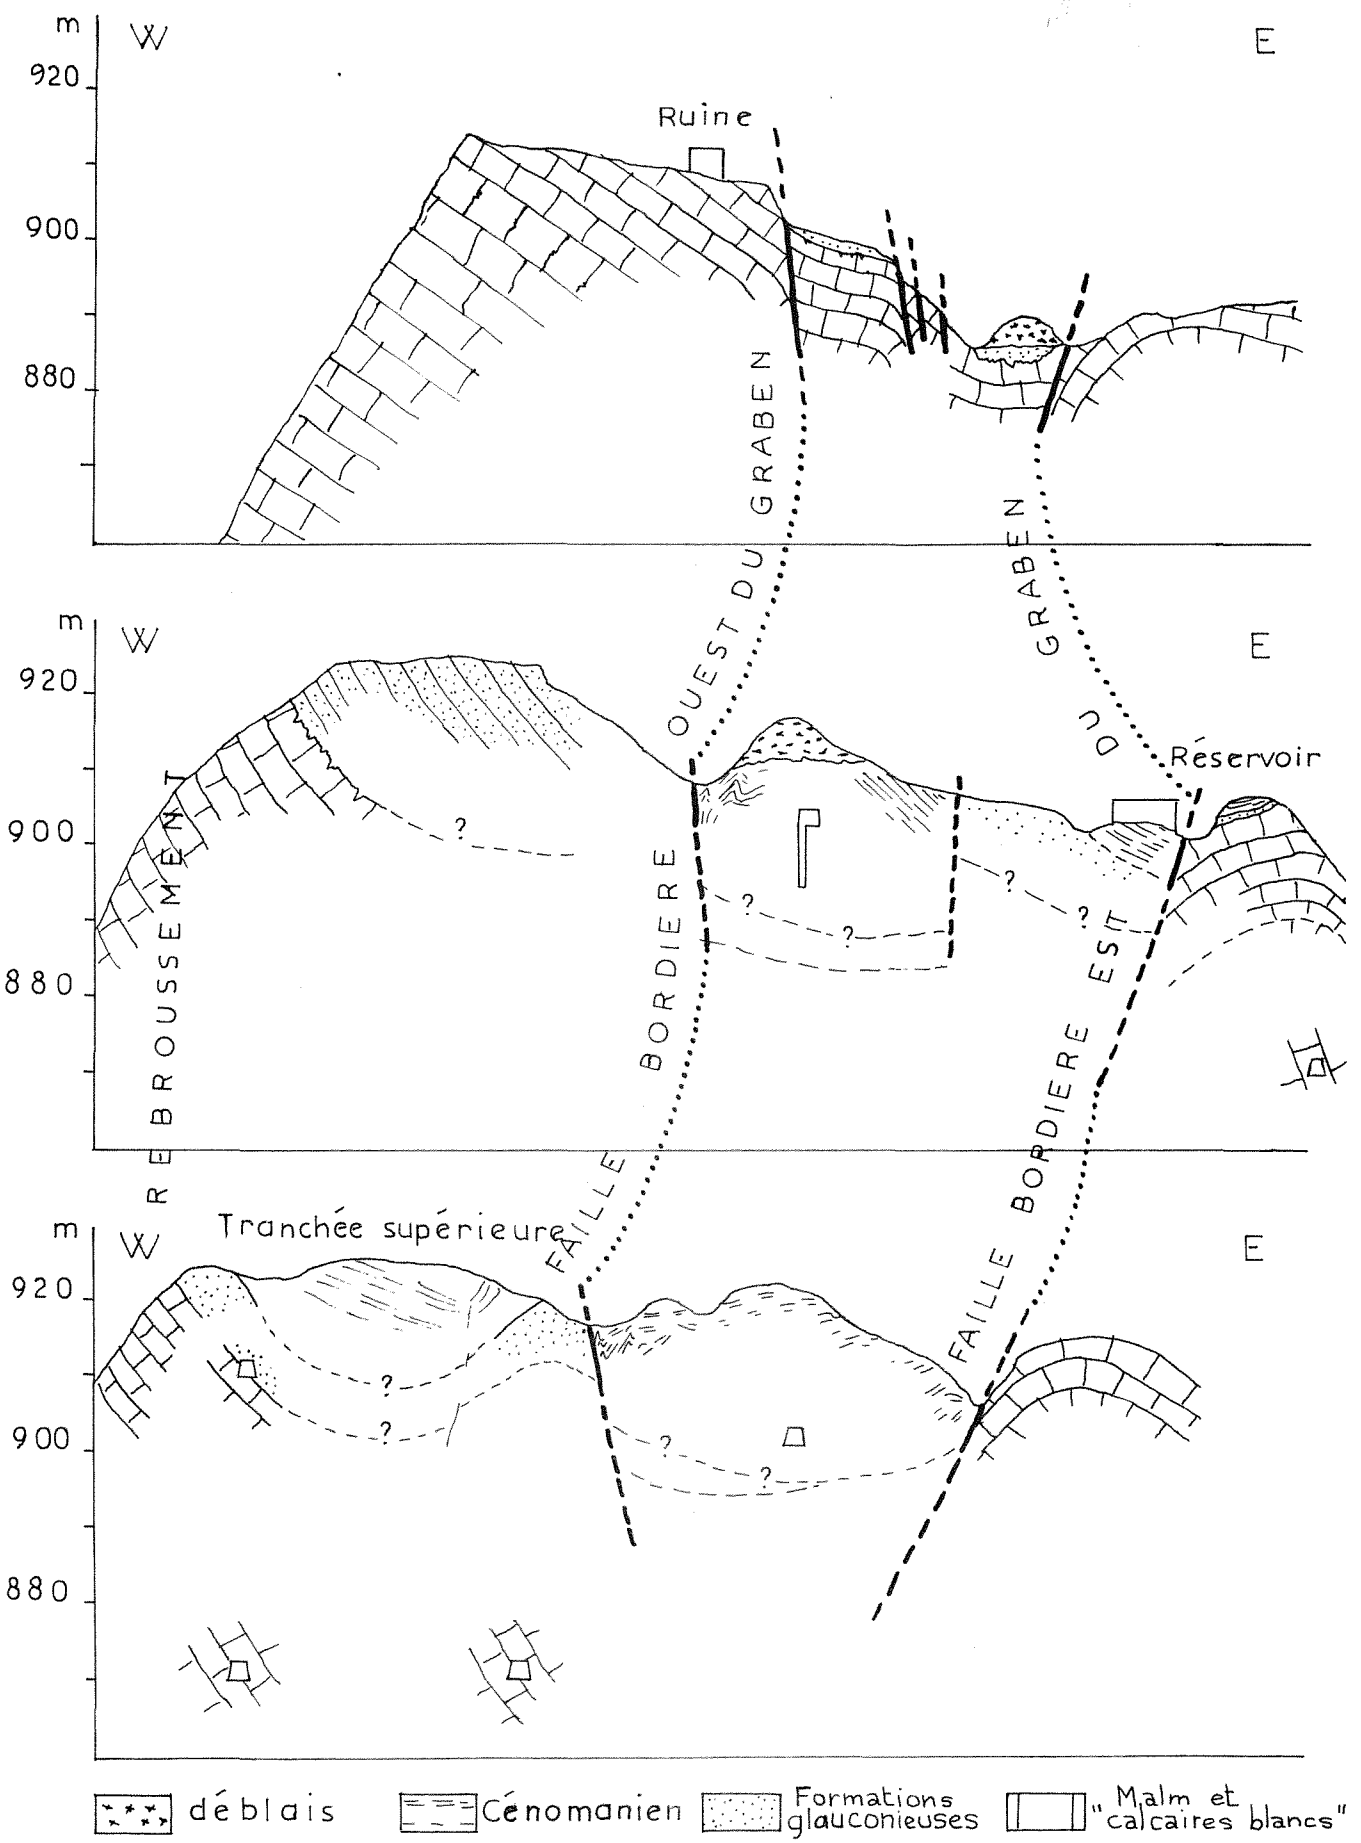 m
W
E
920
Ruine
900
880
FAILLE BORDIERE OUEST DU GRABEN
FAILLE BORDIERE EST DU GRABEN
m
W
E
920
Réservoir
900
?
?
?
?
?
880
REBROUSSEMENT
m
W
Tranchée supérieure
E
920
?
?
900
?
?
880
déblais
Cénomanien
Formations
glauconieuses
Malm et
"calcaires blancs"